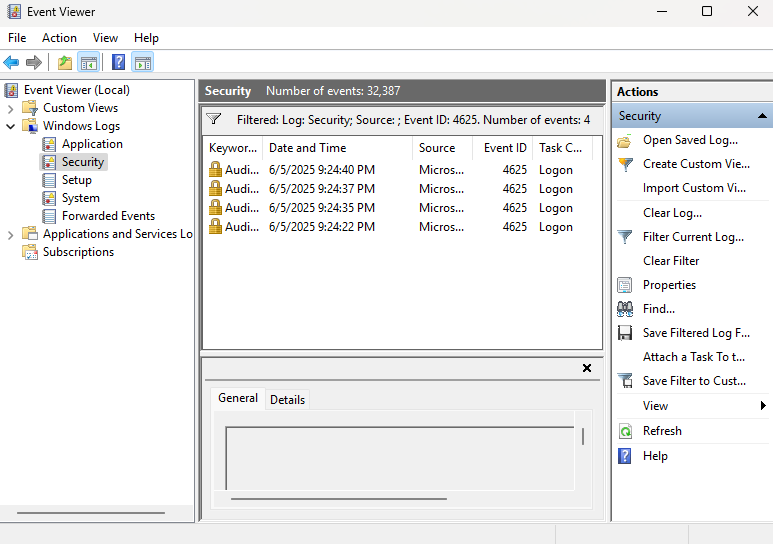 Event Viewer
File Action View Help
Event Viewer (Local)
Custom Views
Windows Logs
Application
Security
Setup
System
Forwarded Events
Applications and Services Lo
Subscriptions
Security Number of events: 32,387
Filtered: Log: Security; Source: ; Event ID: 4625. Number of events: 4
Keywor... Date and Time Source Event ID Task C...
Audi... 6/5/2025 9:24:40 PM Micros... 4625 Logon
Audi... 6/5/2025 9:24:37 PM Micros... 4625 Logon
Audi... 6/5/2025 9:24:35 PM Micros... 4625 Logon
Audi... 6/5/2025 9:24:22 PM Micros... 4625 Logon
General Details
Actions
Security
Open Saved Log...
Create Custom Vie...
Import Custom Vi...
Clear Log...
Filter Current Log...
Clear Filter
Properties
Find...
Save Filtered Log F...
Attach a Task To t...
Save Filter to Cust...
View
Refresh
Help